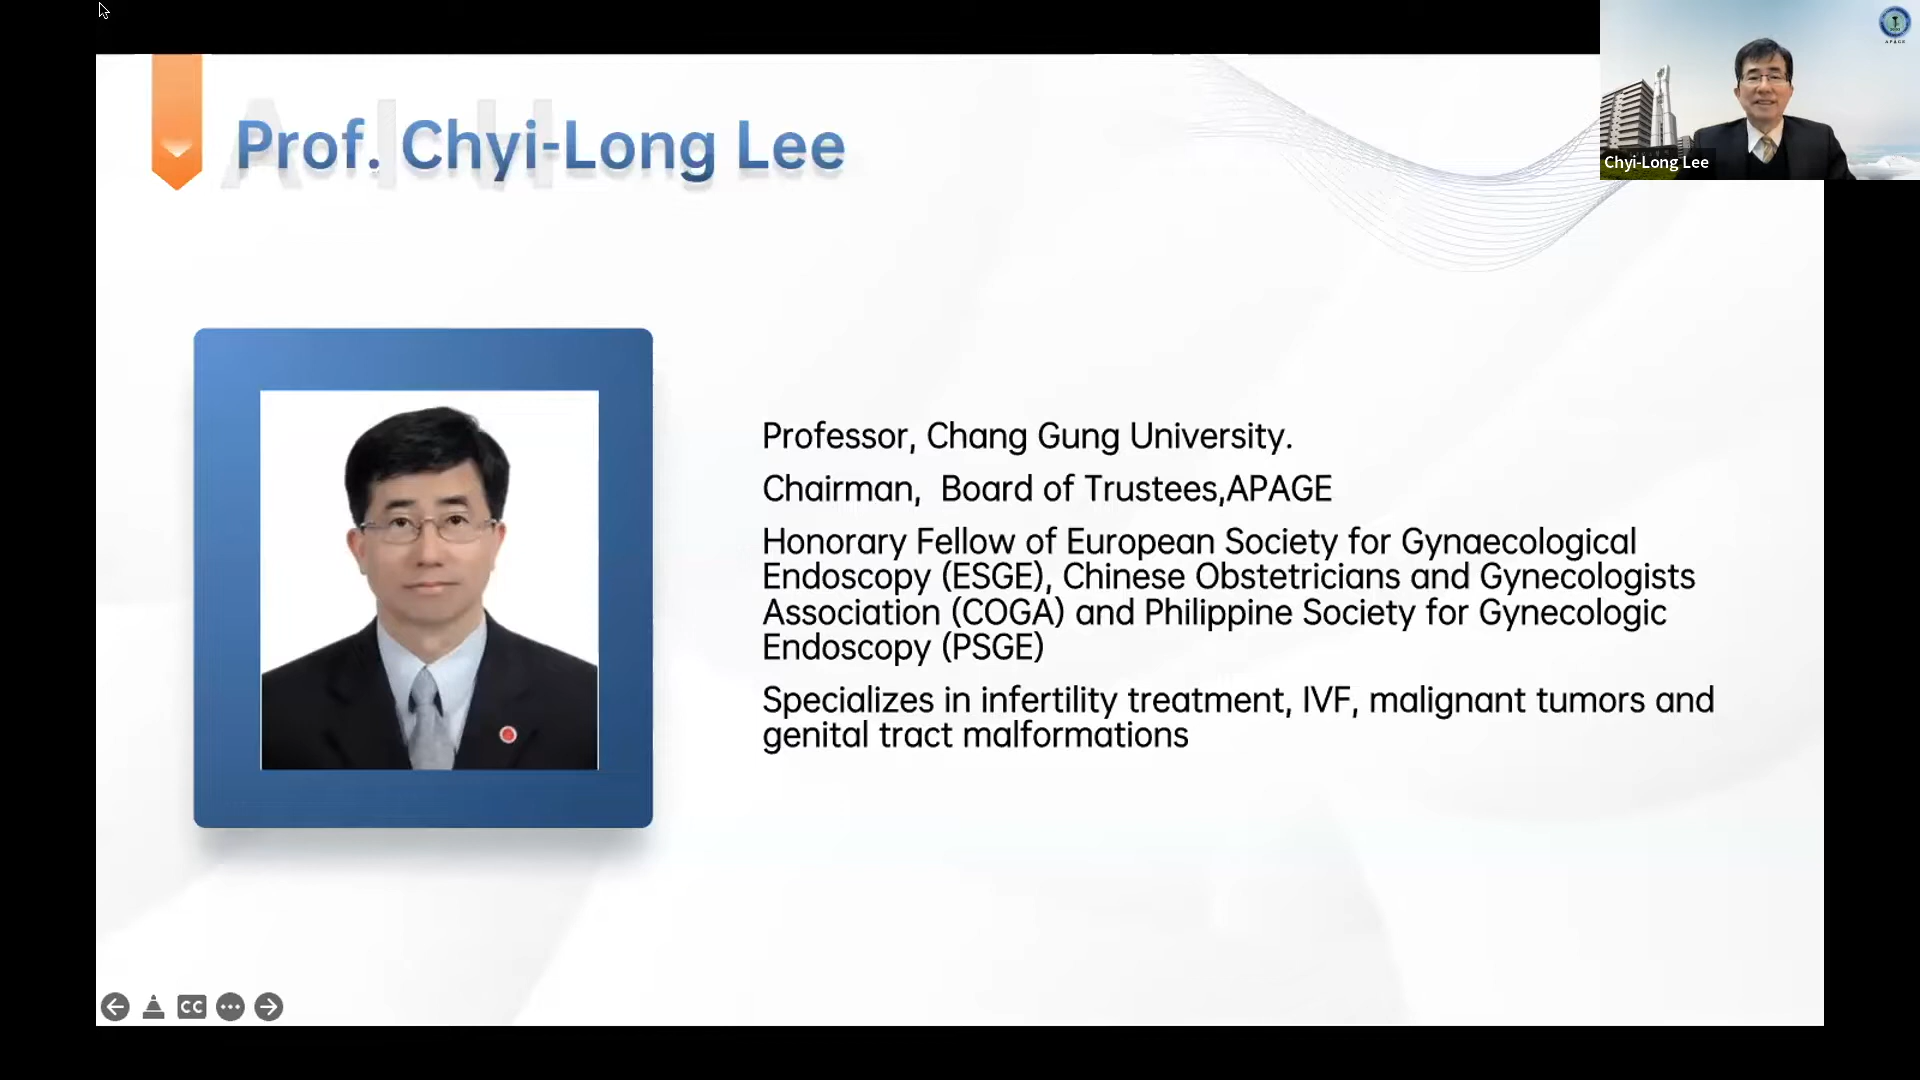 Prof. Chyi-Long Lee
APAGE
Chyi-Long Lee
Professor, Chang Gung University.
Chairman,  Board of Trustees,APAGE
Honorary Fellow of European Society for Gynaecological
Endoscopy (ESGE), Chinese Obstetricians and Gynecologists
Association (COGA) and Philippine Society for Gynecologic
Endoscopy (PSGE)
Specializes in infertility treatment, IVF, malignant tumors and
genital tract malformations
CC